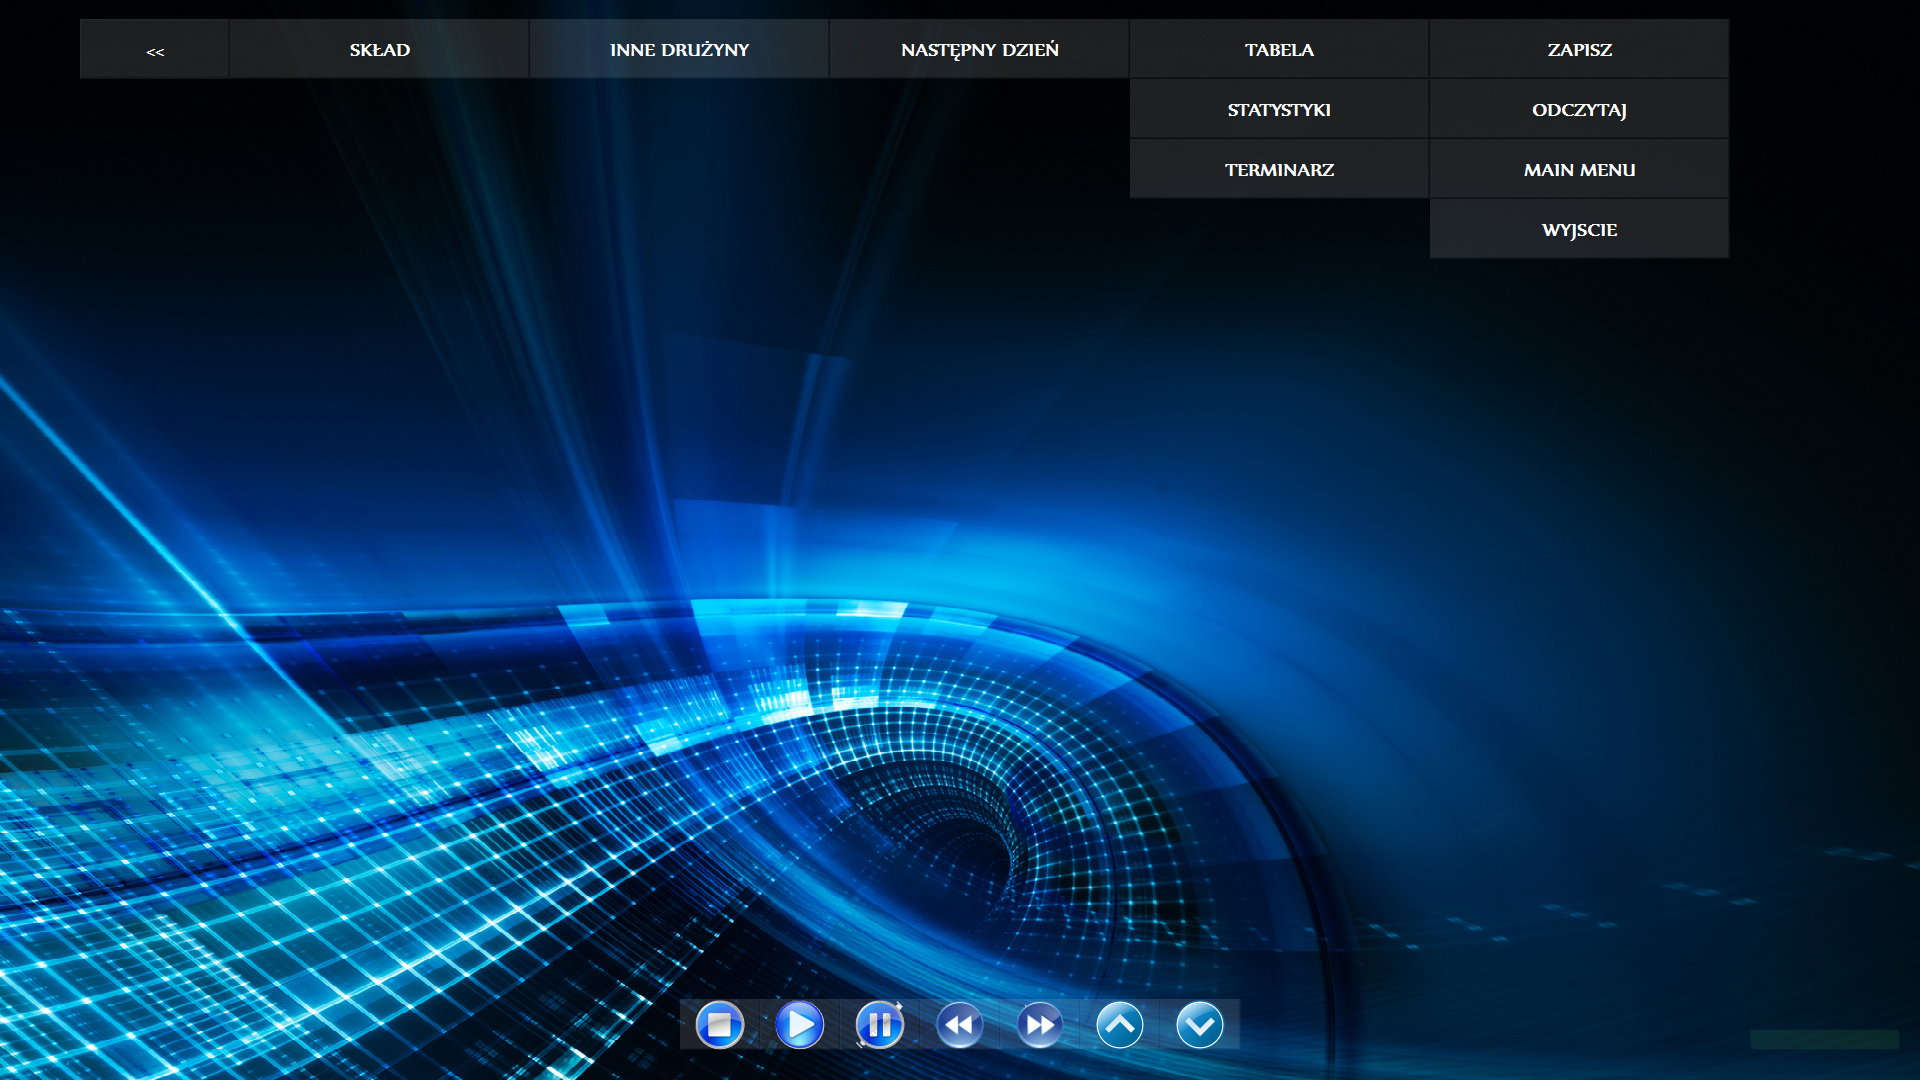 << SKŁAD INNE DRUŻYNY NASTĘPNY DZIEŃ TABELA ZAPISZ
STATYSTYKI ODCZYTAJ
TERMINARZ MAIN MENU
WYJSCIE